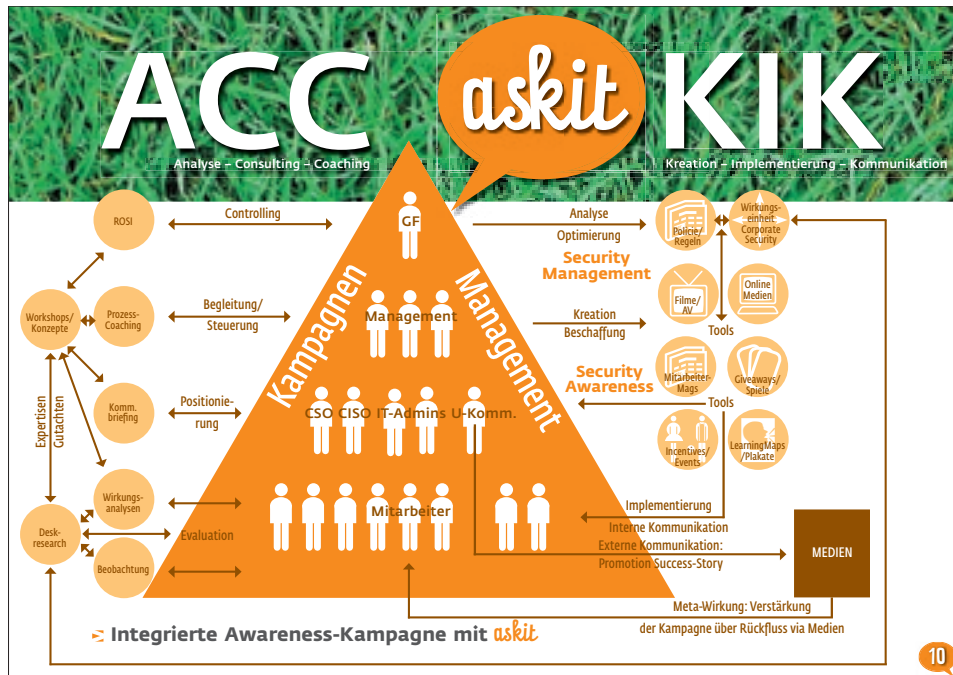 ACC
askit
KIK
Analyse – Consulting – Coaching
Kreation – Implementierung – Kommunikation
ROSI
Controlling
GF
Analyse
Optimierung
Policie/
Regeln
Wirkungs-
einheit
Corporate
Security
Security
Management
Kampagnen
Management
Workshops/
Konzepte
Prozess-
Coaching
Begleitung/
Steuerung
Management
Kreation
Beschaffung
Filme/
AV
Online
Medien
Tools
Security
Awareness
Mitarbeiter-
Mags
Giveaways/
Spiele
Tools
Expertisen
Gutachten
Komm.
briefing
Positionie-
rung
CSO CISO IT-Admins U-Komm.
Incentives/
Events
LearningMaps
/Plakate
Wirkungs-
analysen
Desk-
research
Evaluation
Beobachtung
Mitarbeiter
Implementierung
Interne Kommunikation
Externe Kommunikation:
Promotion Success-Story
MEDIEN
Meta-Wirkung: Verstärkung
der Kampagne über Rückfluss via Medien
Integrierte Awareness-Kampagne mit askit
10